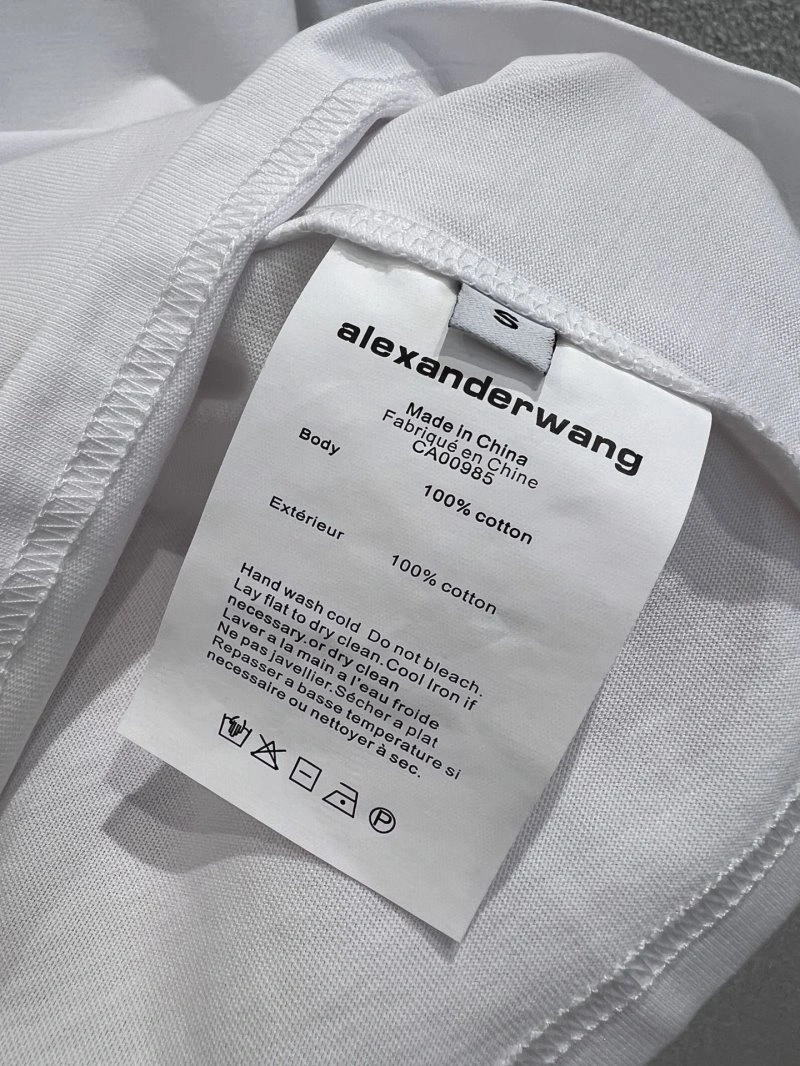 S
alexanderwang
Made in China
Fabriqué en Chine
CA00985
Body
100% cotton
Extérieur
100% cotton
Hand wash cold Do not bleach.
Lay flat to dry clean.Cool Iron if
necessary.or dry clean
Laver a la main a l'eau froide
Ne pas javellier.Sécher a plat
Repasser a basse temperature si
necessaire ou nettoyer à sec.
P